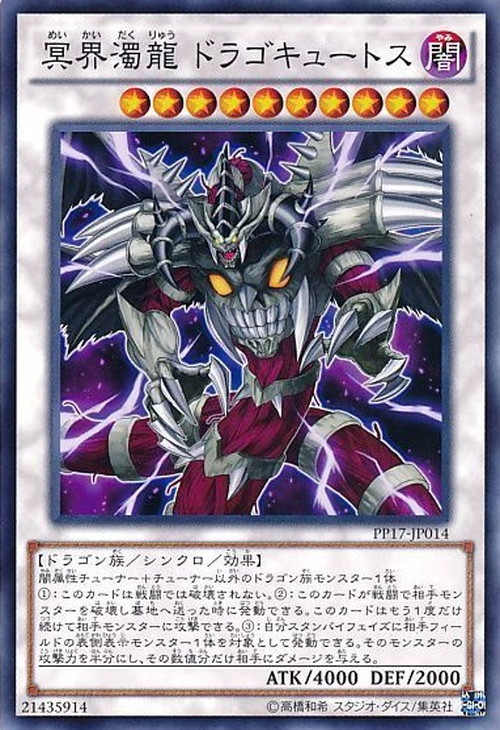 冥界濁龍 ドラゴキュートス 闇
PP17-JP014
【ドラゴン族／シンクロ／効果】
闇属性チューナー＋チューナー以外のドラゴン族モンスター１体
①：このカードは戦闘では破壊されない。②：このカードが戦闘で相手モン
スターを破壊し墓地へ送った時に発動できる。このカードはもう１度だけ
続けて相手モンスターに攻撃できる。③：自分スタンバイフェイズに相手フィ
ールドの表側表示モンスター１体を対象として発動できる。そのモンスターの
攻撃力を半分にし、その数値分だけ相手にダメージを与える。
ATK/4000 DEF/2000
21435914 ©高橋和希 スタジオ・ダイス/集英社